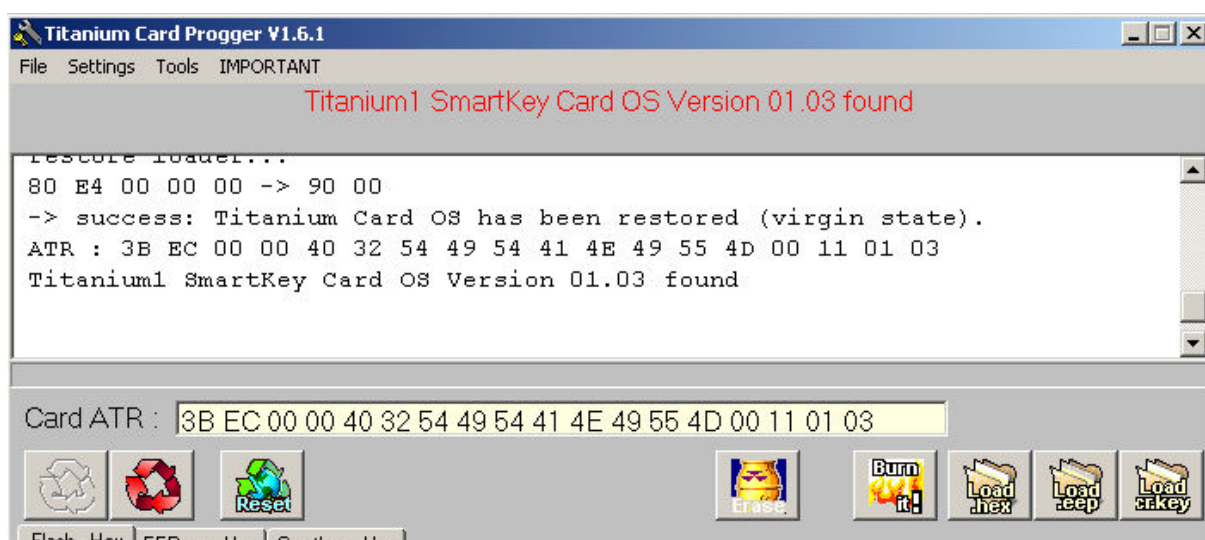 Titanium Card Progger V1.6.1
File Settings Tools IMPORTANT
Titanium1 SmartKey Card OS Version 01.03 found
restore loader...
80 E4 00 00 00 -> 90 00
-> success: Titanium Card OS has been restored (virgin state).
ATR : 3B EC 00 00 40 32 54 49 54 41 4E 49 55 4D 00 11 01 03
Titanium1 SmartKey Card OS Version 01.03 found
Card ATR : 3B EC 00 00 40 32 54 49 54 41 4E 49 55 4D 00 11 01 03
Reset
Erase
Burn it!
Load .hex
Load .eep
Load